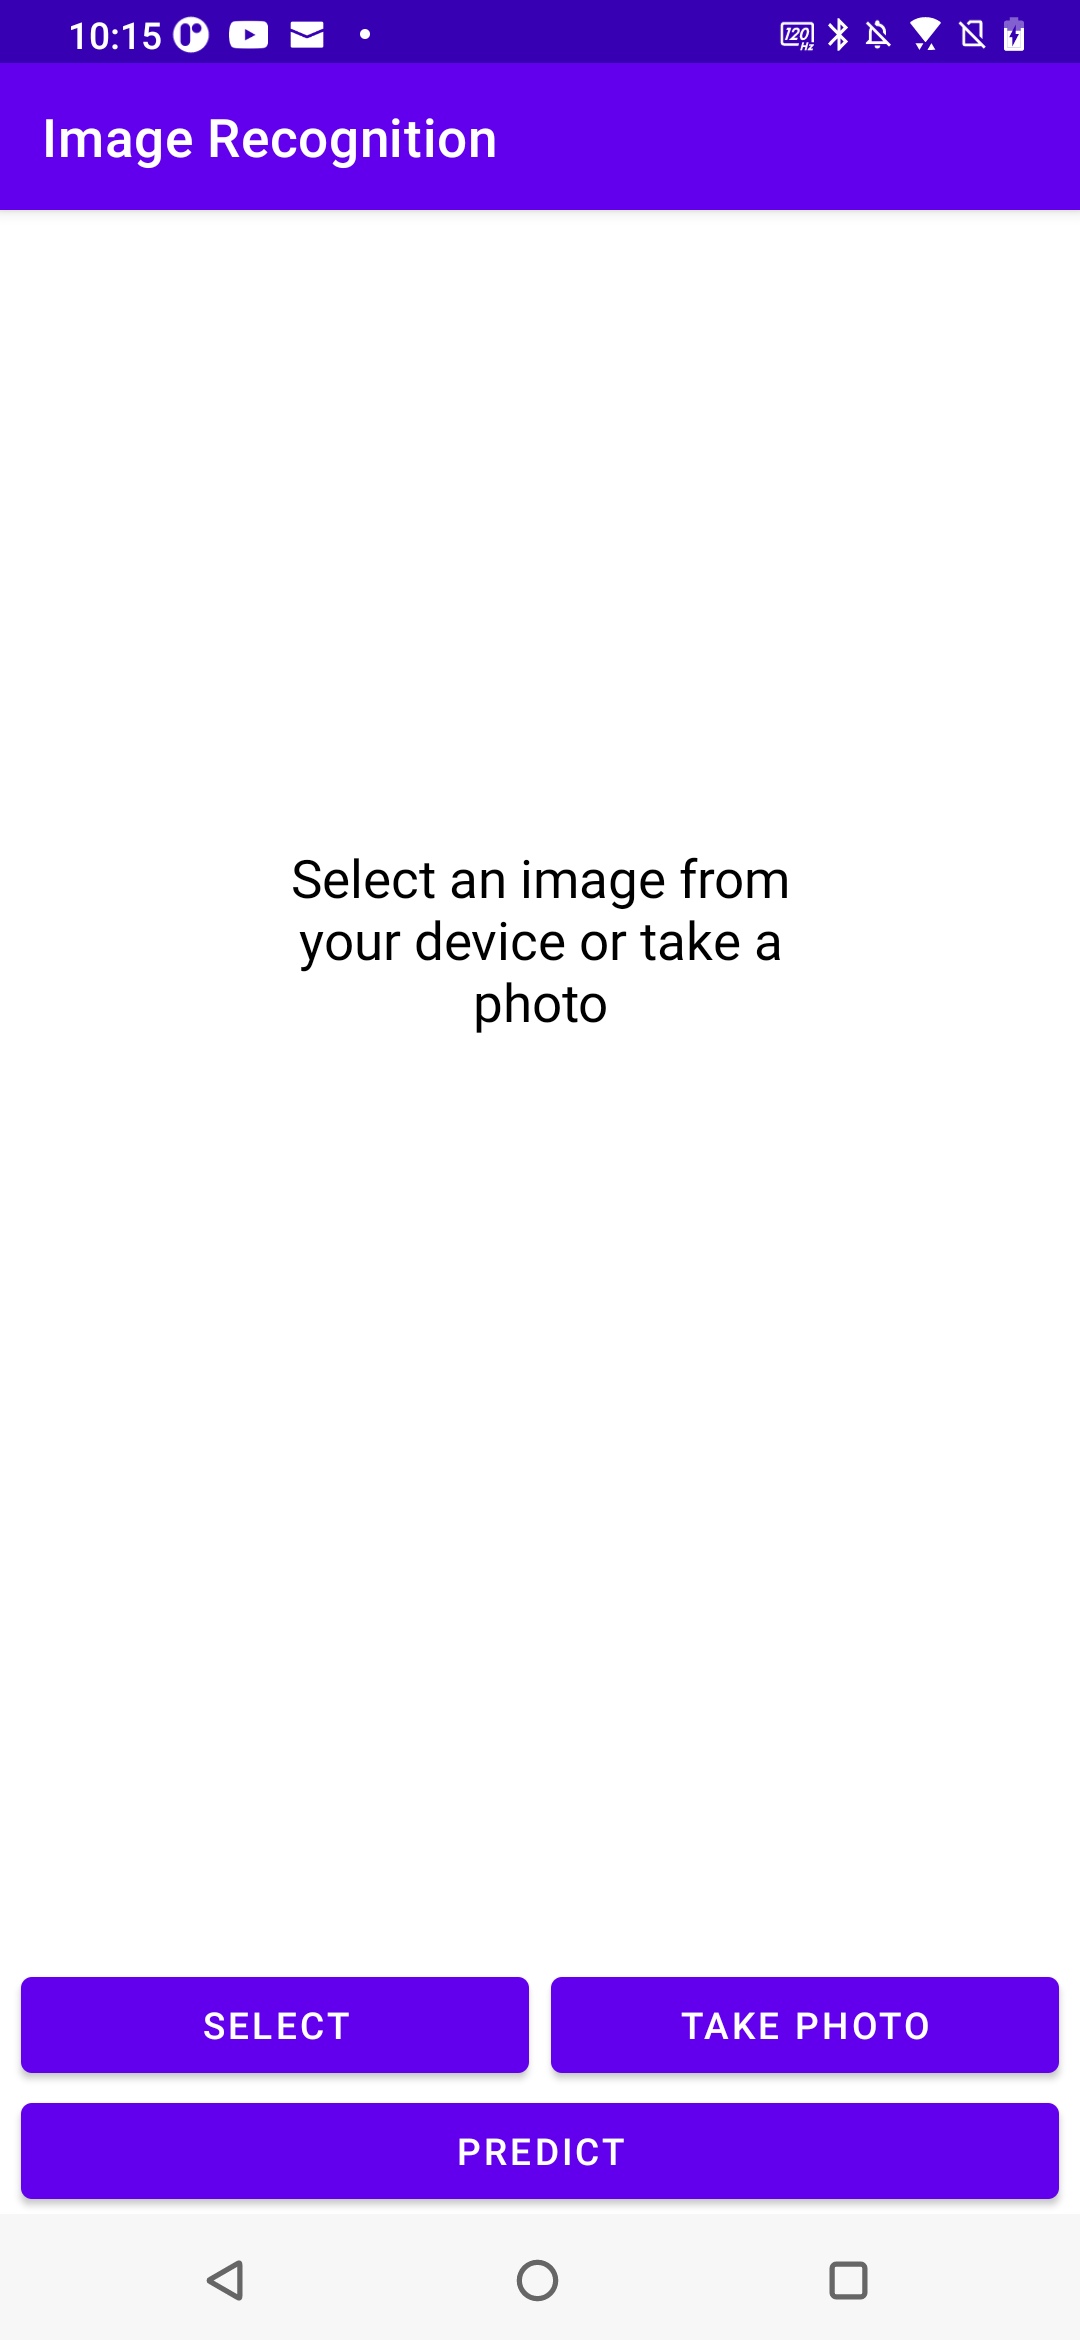 10:15
120 Hz
Image Recognition
Select an image from
your device or take a
photo
SELECT
TAKE PHOTO
PREDICT